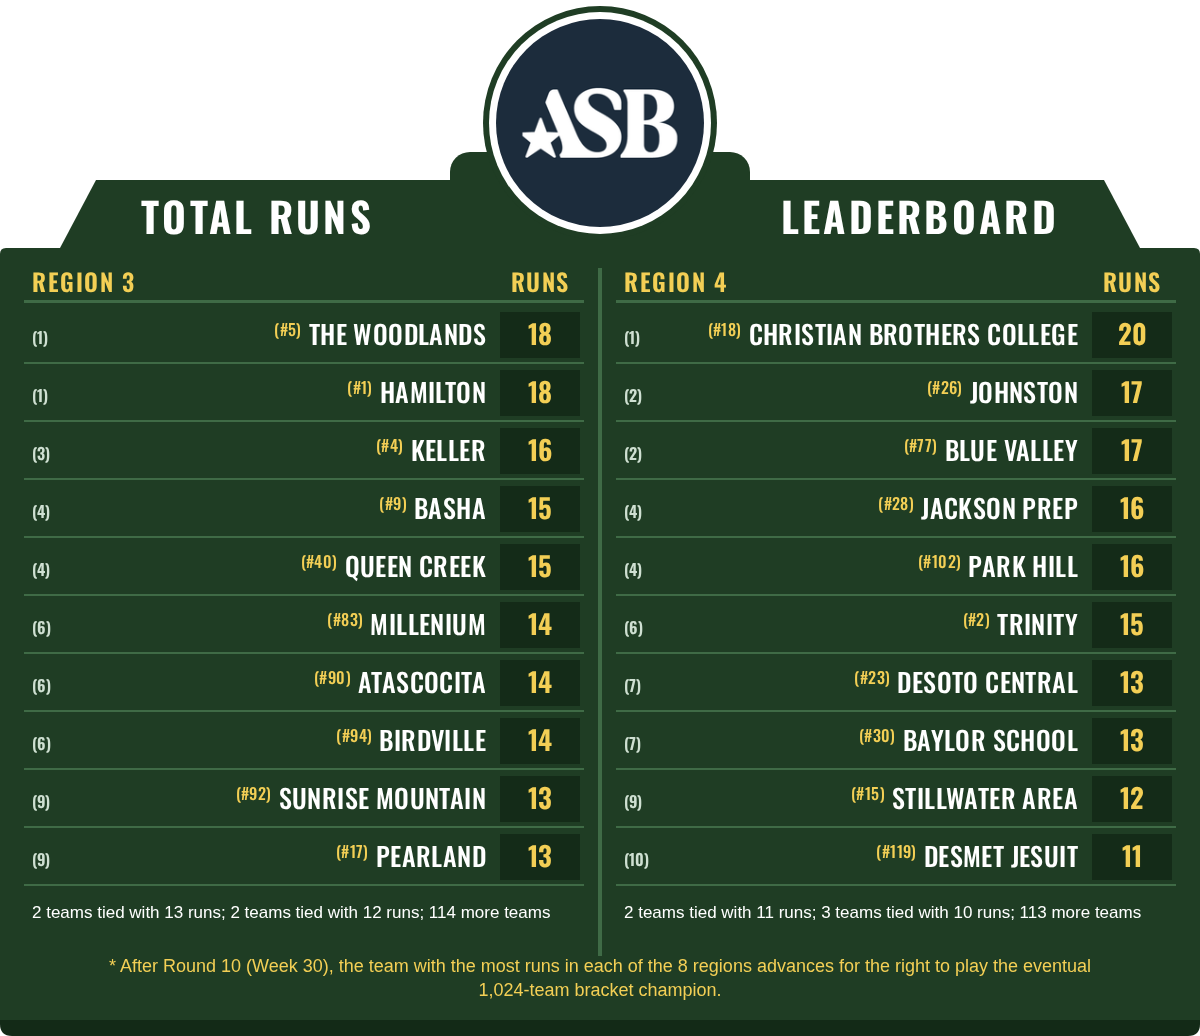 ASB
TOTAL RUNS
LEADERBOARD
REGION 3 RUNS
(1) (#5) THE WOODLANDS 18
(1) (#1) HAMILTON 18
(3) (#4) KELLER 16
(4) (#9) BASHA 15
(4) (#40) QUEEN CREEK 15
(6) (#83) MILLENIUM 14
(6) (#90) ATASCOCITA 14
(6) (#94) BIRDVILLE 14
(9) (#92) SUNRISE MOUNTAIN 13
(9) (#17) PEARLAND 13
2 teams tied with 13 runs; 2 teams tied with 12 runs; 114 more teams
REGION 4 RUNS
(1) (#18) CHRISTIAN BROTHERS COLLEGE 20
(2) (#26) JOHNSTON 17
(2) (#77) BLUE VALLEY 17
(4) (#28) JACKSON PREP 16
(4) (#102) PARK HILL 16
(6) (#2) TRINITY 15
(7) (#23) DESOTO CENTRAL 13
(7) (#30) BAYLOR SCHOOL 13
(9) (#15) STILLWATER AREA 12
(10) (#119) DESMET JESUIT 11
2 teams tied with 11 runs; 3 teams tied with 10 runs; 113 more teams
* After Round 10 (Week 30), the team with the most runs in each of the 8 regions advances for the right to play the eventual
1,024-team bracket champion.